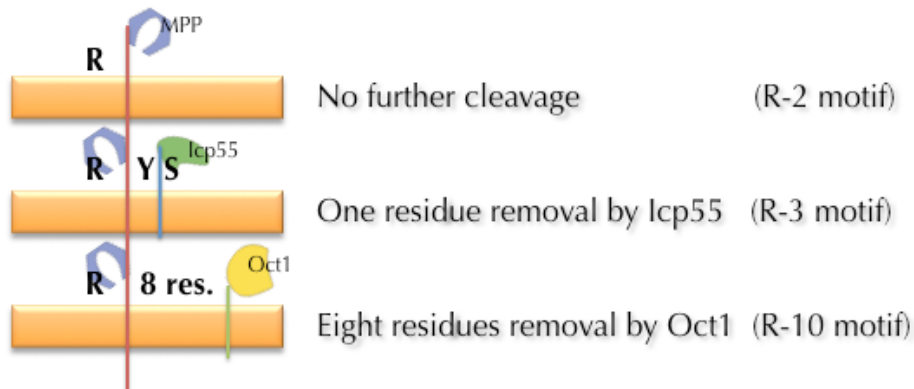 MPP
R
No further cleavage (R-2 motif)
Icp55
R Y S
One residue removal by Icp55 (R-3 motif)
Oct1
R 8 res.
Eight residues removal by Oct1 (R-10 motif)